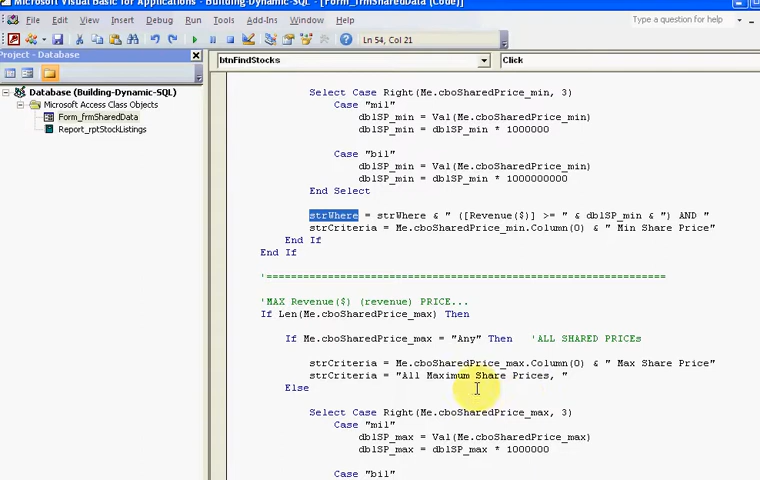 Microsoft Visual Basic for Applications - Building-Dynamic-SQL - [Form_frmSharedData (Code)]
File Edit View Insert Debug Run Tools Add-Ins Window Help
Type a question for help
Ln 54, Col 21
Project - Database
btnFindStocks
Click
Database (Building-Dynamic-SQL)
Microsoft Access Class Objects
Form_frmSharedData
Report_rptStockListings
Select Case Right(Me.cboSharedPrice_min, 3)
Case "mil"
dblSP_min = Val(Me.cboSharedPrice_min)
dblSP_min = dblSP_min * 1000000
Case "bil"
dblSP_min = Val(Me.cboSharedPrice_min)
dblSP_min = dblSP_min * 1000000000
End Select
strWhere = strWhere & " ([Revenue($)] >= " & dblSP_min & ") AND "
strCriteria = Me.cboSharedPrice_min.Column(0) & " Min Share Price"
End If
End If
'=================================================================
'MAX Revenue($) (revenue) PRICE...
If Len(Me.cboSharedPrice_max) Then
If Me.cboSharedPrice_max = "Any" Then 'ALL SHARED PRICEs
strCriteria = Me.cboSharedPrice_max.Column(0) & " Max Share Price"
strCriteria = "All Maximum Share Prices, "
Else
Select Case Right(Me.cboSharedPrice_max, 3)
Case "mil"
dblSP_max = Val(Me.cboSharedPrice_max)
dblSP_max = dblSP_max * 1000000
Case "bil"